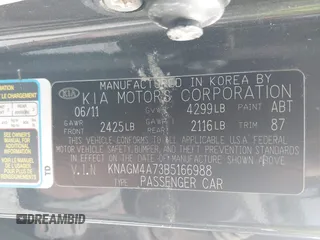 MANUFACTURED IN KOREA BY
KIA KIA MOTORS CORPORATION
06/11 GVWR 4299LB PAINT ABT
GAWR FRONT 2425LB GAWR REAR 2116LB TRIM 87
THIS VEHICLE CONFORMS TO ALL APPLICABLE U.S.A. FEDERAL
MOTOR VEHICLE SAFETY, BUMPER, AND THEFT PREVENTION
STANDARDS IN EFFECT ON THE DATE OF MANUFACTURE SHOWN ABOVE.
V.I.N KNAGM4A73B5166988
TYPE PASSENGER CAR
DREAMBID